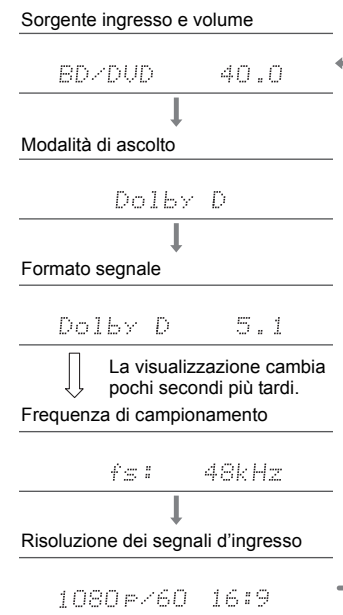 Sorgente ingresso e volume
BD/DVD 40.0
Modalità di ascolto
Dolby D
Formato segnale
Dolby D 5.1
La visualizzazione cambia
pochi secondi più tardi.
Frequenza di campionamento
fs: 48kHz
Risoluzione dei segnali d'ingresso
1080p/60 16:9